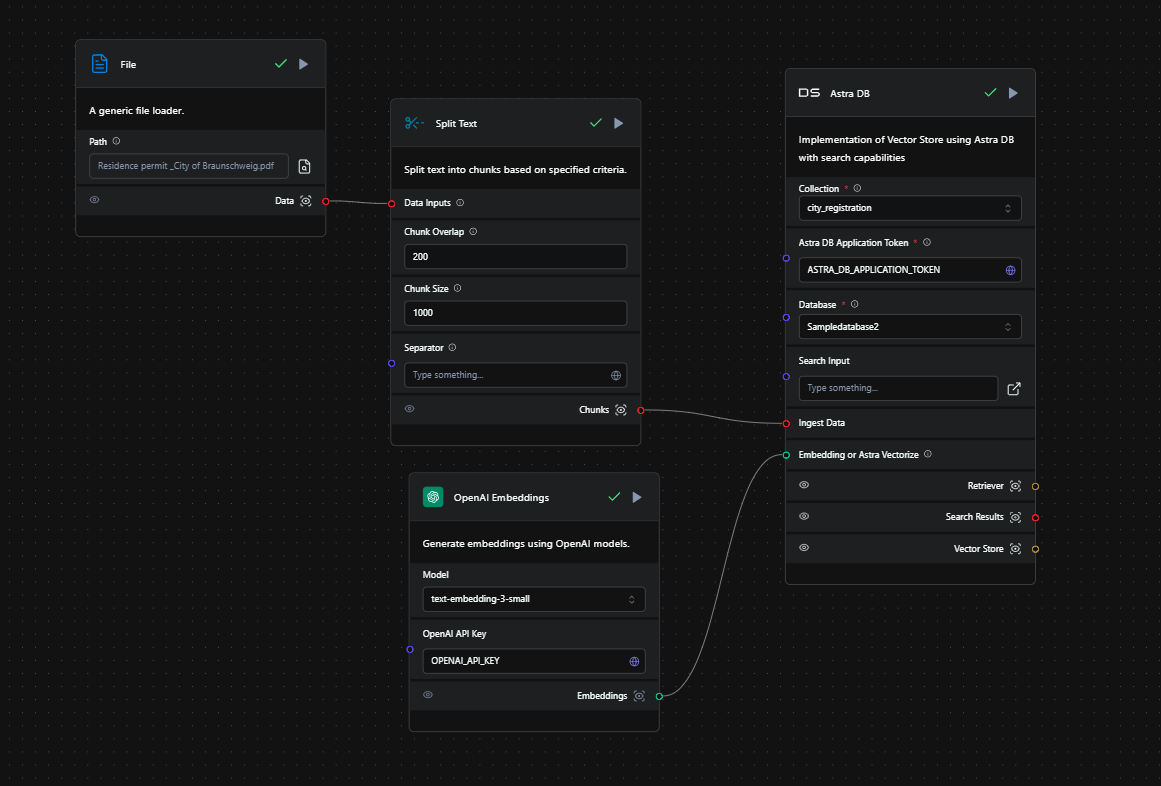 File
A generic file loader.
Path
Residence permit _City of Braunschweig.pdf
Data
Split Text
Split text into chunks based on specified criteria.
Data Inputs
Chunk Overlap
200
Chunk Size
1000
Separator
Type something...
Chunks
OpenAI Embeddings
Generate embeddings using OpenAI models.
Model
text-embedding-3-small
OpenAI API Key
OPENAI_API_KEY
Embeddings
DS Astra DB
Implementation of Vector Store using Astra DB
with search capabilities
Collection *
city_registration
Astra DB Application Token *
ASTRA_DB_APPLICATION_TOKEN
Database *
Sampledatabase2
Search Input
Type something...
Ingest Data
Embedding or Astra Vectorize
Retriever
Search Results
Vector Store